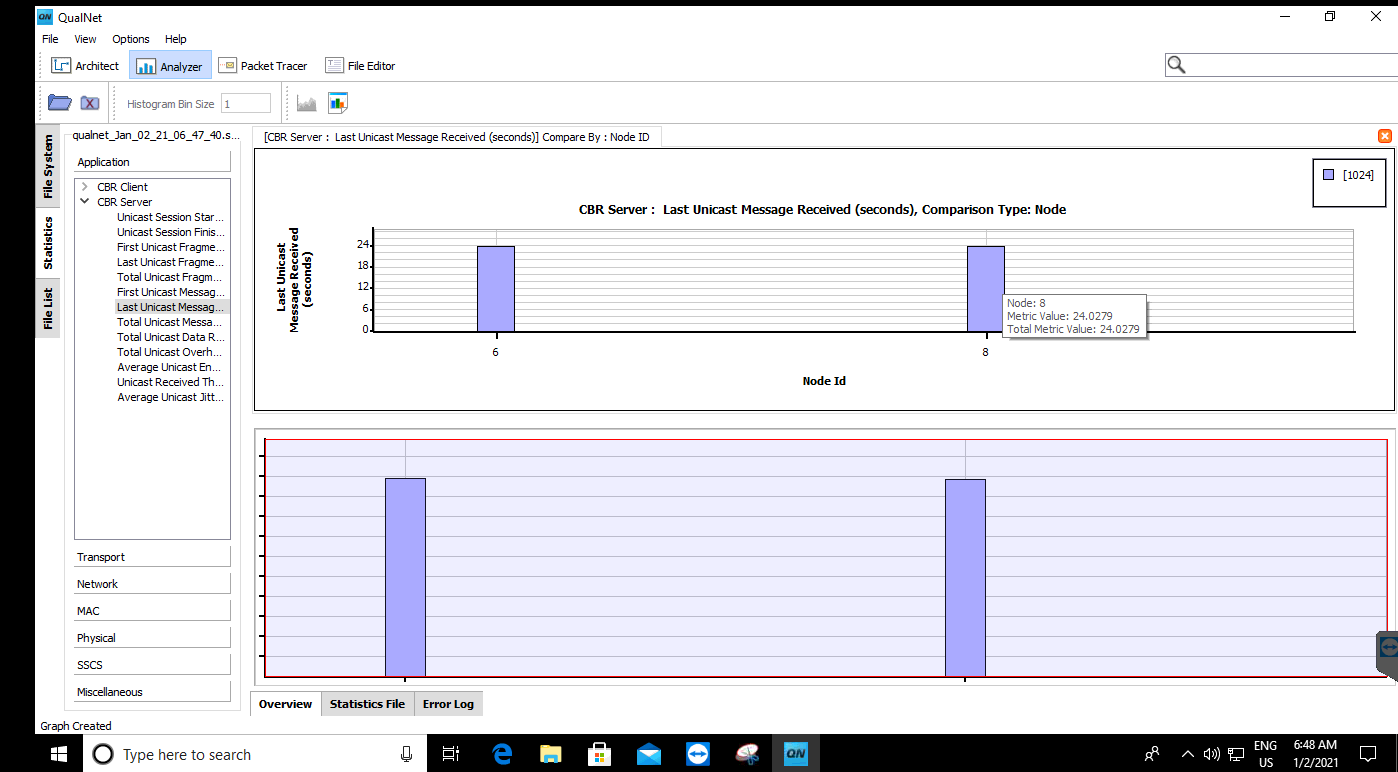 QN QualNet
File View Options Help
Architect Analyzer Packet Tracer File Editor
Histogram Bin Size 1
File System
Statistics
File List
qualnet_Jan_02_21_06_47_40.s...
Application
CBR Client
CBR Server
Unicast Session Star...
Unicast Session Finis...
First Unicast Fragme...
Last Unicast Fragme...
Total Unicast Fragm...
First Unicast Messag...
Last Unicast Messag...
Total Unicast Messa...
Total Unicast Data R...
Total Unicast Overh...
Average Unicast En...
Unicast Received Th...
Average Unicast Jitt...
Transport
Network
MAC
Physical
SSCS
Miscellaneous
[CBR Server : Last Unicast Message Received (seconds)] Compare By : Node ID
[1024]
CBR Server : Last Unicast Message Received (seconds), Comparison Type: Node
Last Unicast
Message Received
(seconds)
24
18
12
6
0
Node: 8
Metric Value: 24.0279
Total Metric Value: 24.0279
6 8
Node Id
Overview Statistics File Error Log
Graph Created
Type here to search
QN
ENG
US
6:48 AM
1/2/2021